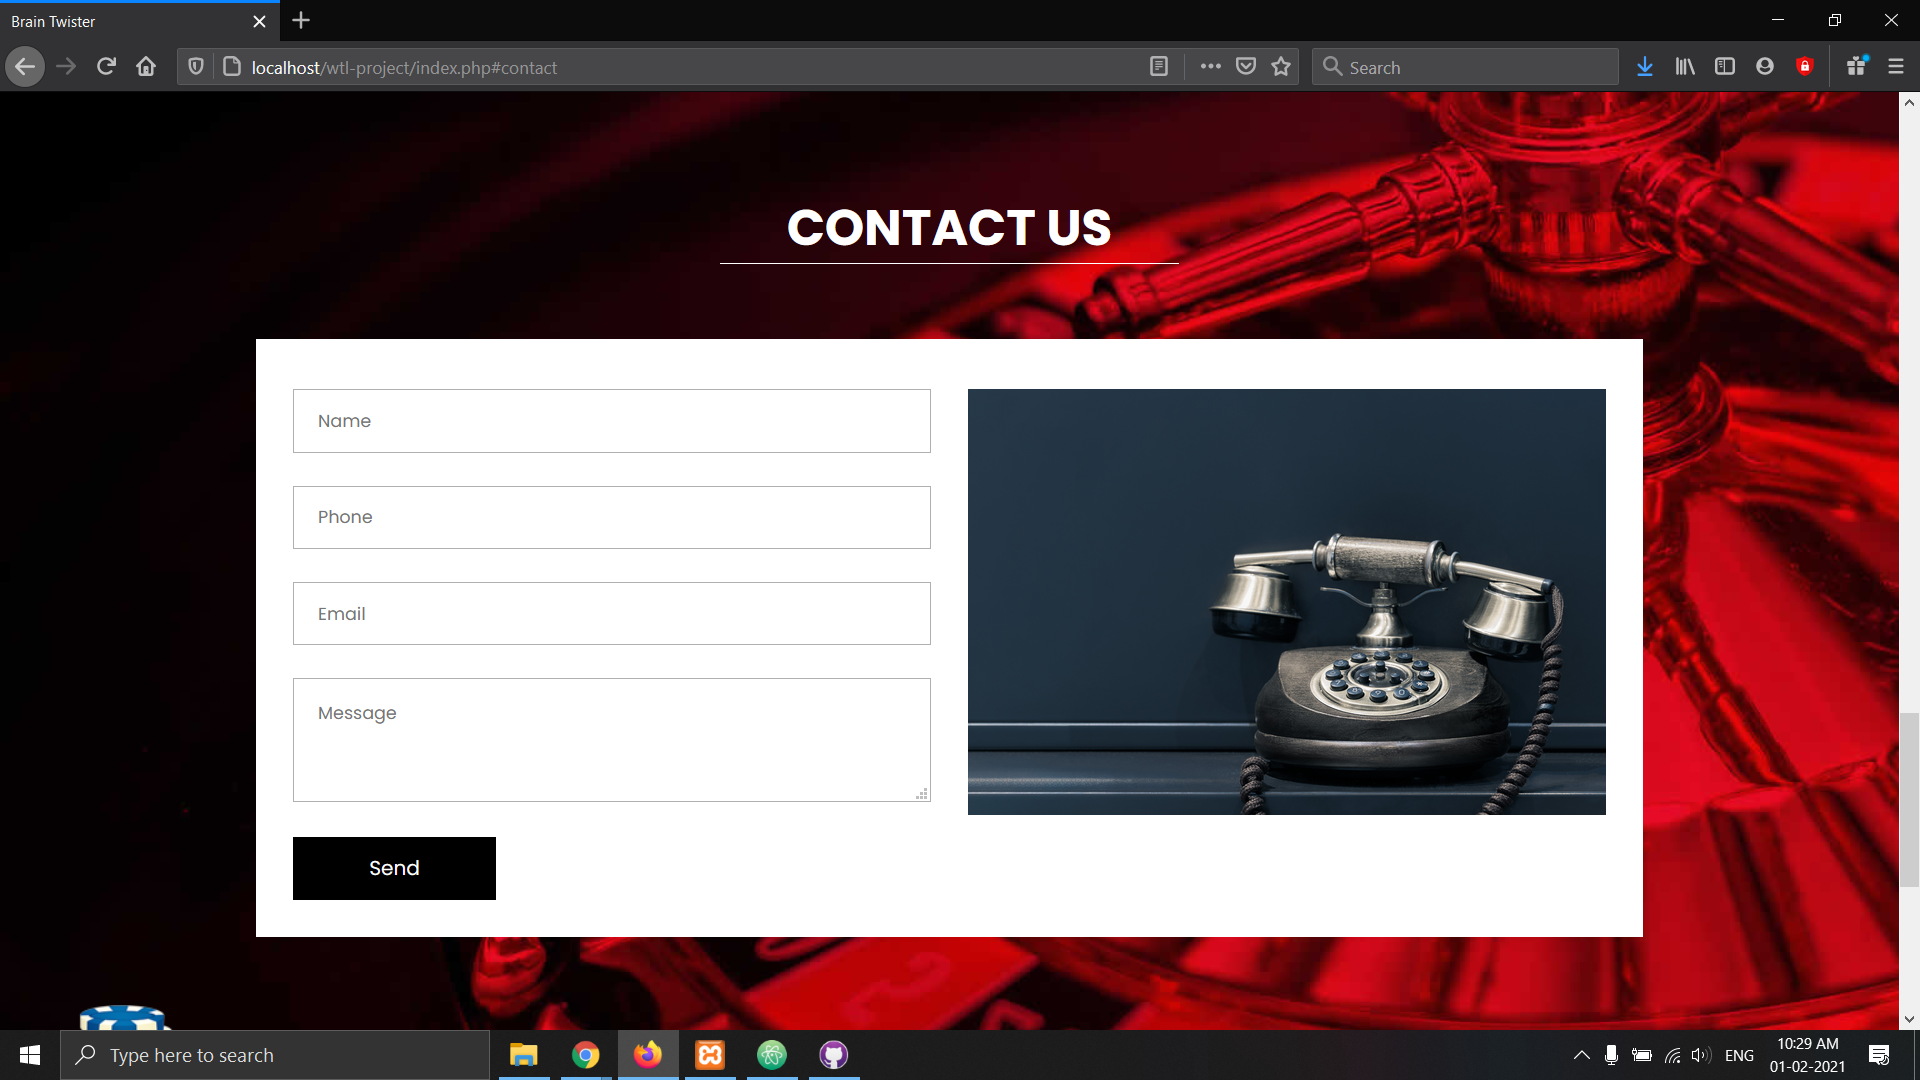 Brain Twister
localhost/wtl-project/index.php#contact
Search
CONTACT US
Name
Phone
Email
Message
Send
Type here to search
ENG
10:29 AM
01-02-2021